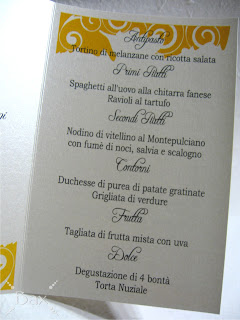 Antipasto
Tortino di melanzane con ricotta salata
Primi Piatti
Spaghetti all'uovo alla chitarra fanese
Ravioli al tartufo
Secondi Piatti
Nodino di vitellino al Montepulciano
con fumè di noci, salvia e scalogno
Contorni
Duchesse di purea di patate gratinate
Grigliata di verdure
Frutta
Tagliata di frutta mista con uva
Dolce
Degustazione di 4 bontà
Torta Nuziale